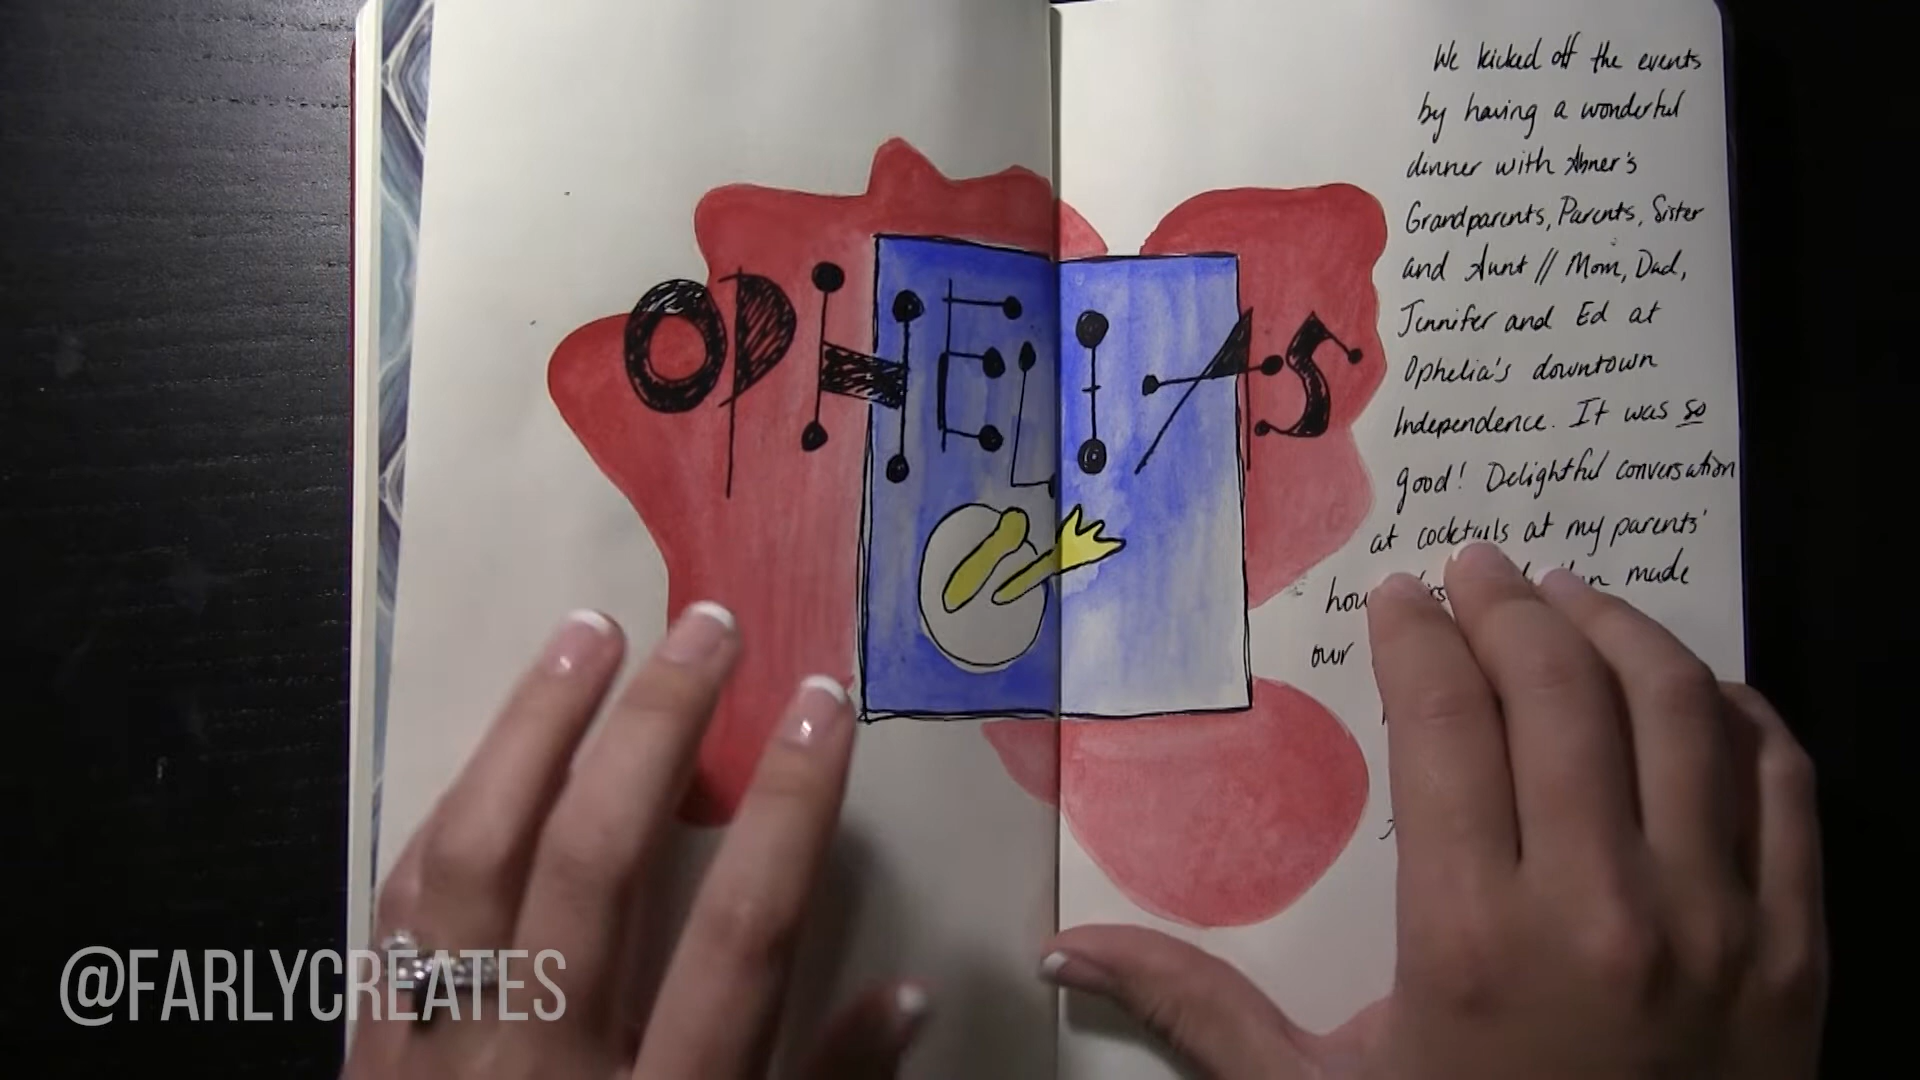 OPHELIAS
We kicked off the events
by having a wonderful
dinner with Abner's
Grandparents, Parents, Sister
and Aunt // Mom, Dad,
Jennifer and Ed at
Ophelia's downtown
Independence. It was so
good! Delightful conversation
at cocktails at my parents'
made
our
@FARLYCREATES